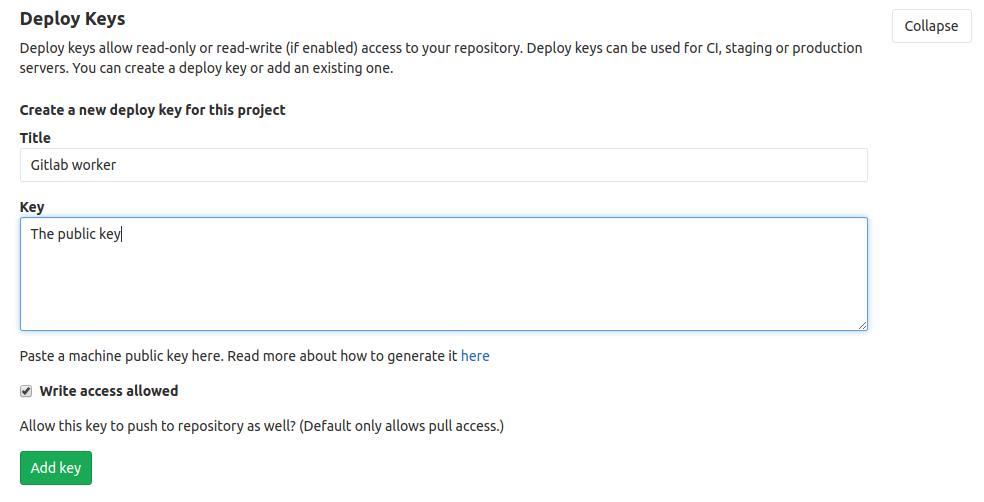 Deploy Keys
Collapse
Deploy keys allow read-only or read-write (if enabled) access to your repository. Deploy keys can be used for CI, staging or production
servers. You can create a deploy key or add an existing one.
Create a new deploy key for this project
Title
Gitlab worker
Key
The public key
Paste a machine public key here. Read more about how to generate it here
Write access allowed
Allow this key to push to repository as well? (Default only allows pull access.)
Add key